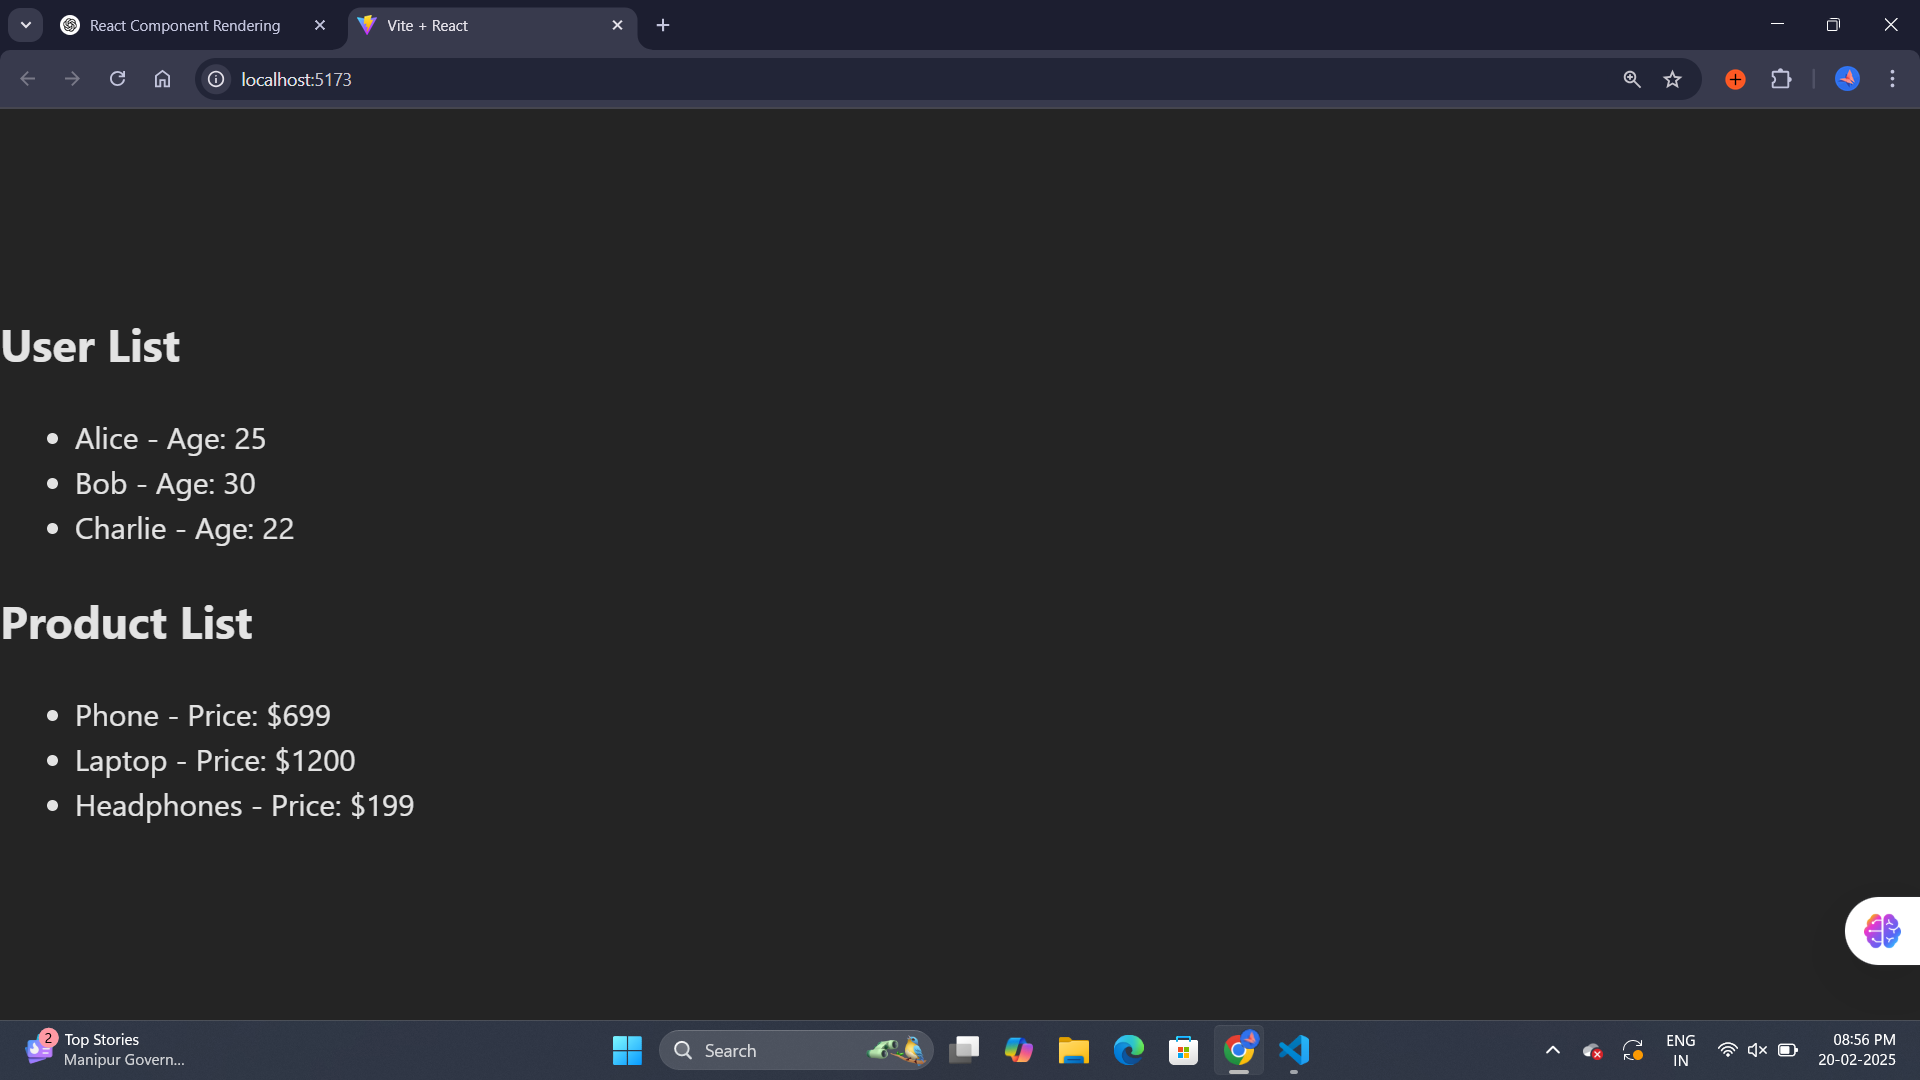 React Component Rendering
Vite + React
localhost:5173
User List
Alice - Age: 25
Bob - Age: 30
Charlie - Age: 22
Product List
Phone - Price: $699
Laptop - Price: $1200
Headphones - Price: $199
2
Top Stories
Manipur Govern...
Search
ENG
IN
08:56 PM
20-02-2025